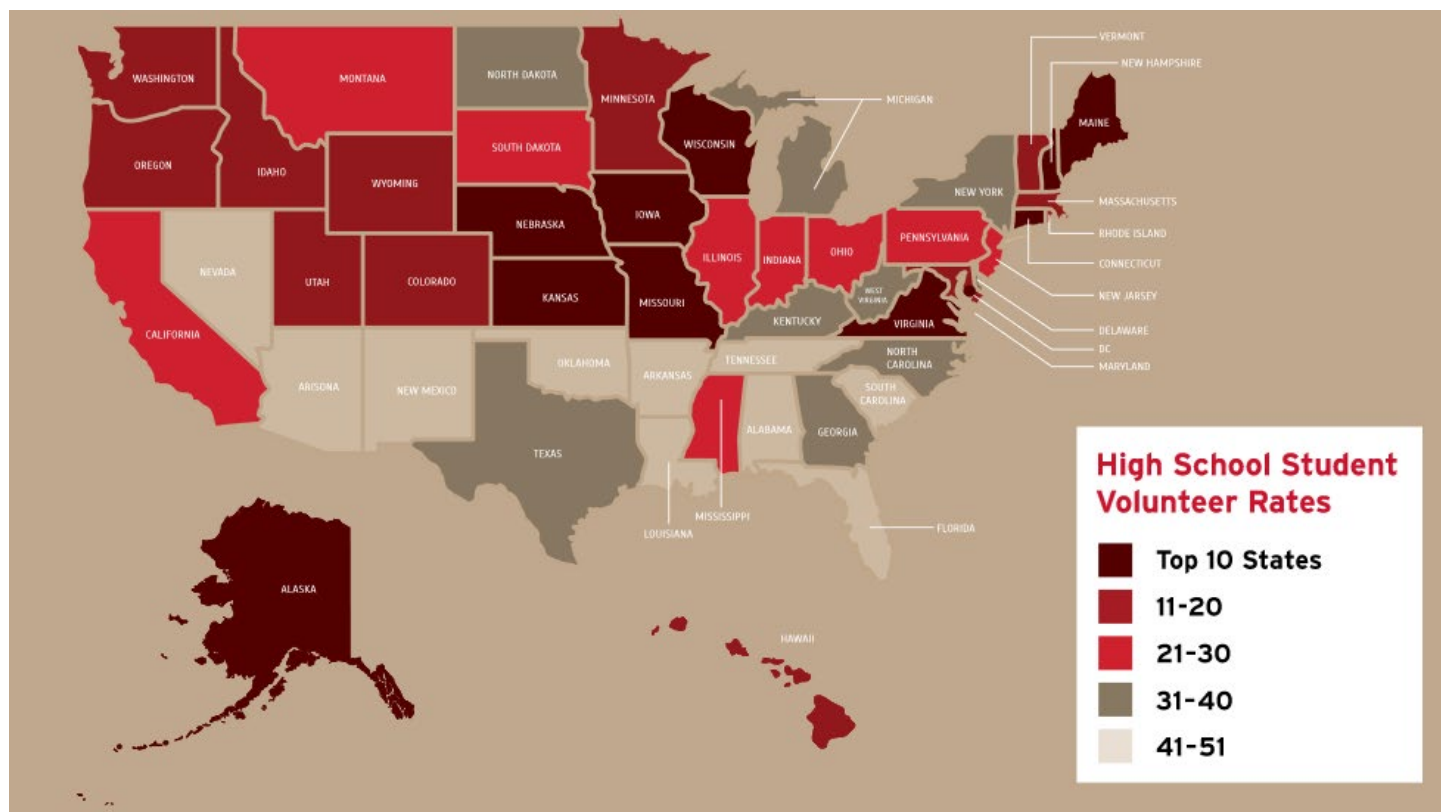 VERMONT
NEW HAMPSHIRE
WASHINGTON
MONTANA
NORTH DAKOTA
MINNESOTA
MICHIGAN
MAINE
OREGON
IDAHO
WYOMING
SOUTH DAKOTA
WISCONSIN
NEW YORK
MASSACHUSETTS
NEBRASKA
IOWA
RHODE ISLAND
PENNSYLVANIA
CONNECTICUT
NEVADA
UTAH
COLORADO
ILLINOIS
INDIANA
OHIO
NEW JARSEY
KANSAS
MISSOURI
WEST
VIRGINIA
KENTUCKY
VIRGINIA
DELAWARE
DC
MARYLAND
CALIFORNIA
ARISONA
NEW MEXICO
OKLAHOMA
ARKANSAS
TENNESSEE
NORTH
CAROLINA
SOUTH
CAROLINA
TEXAS
ALABAMA
GEORGIA
MISSISSIPPI
LOUISIANA
FLORIDA
ALASKA
HAWAII
High School Student
Volunteer Rates
Top 10 States
11-20
21-30
31-40
41-51